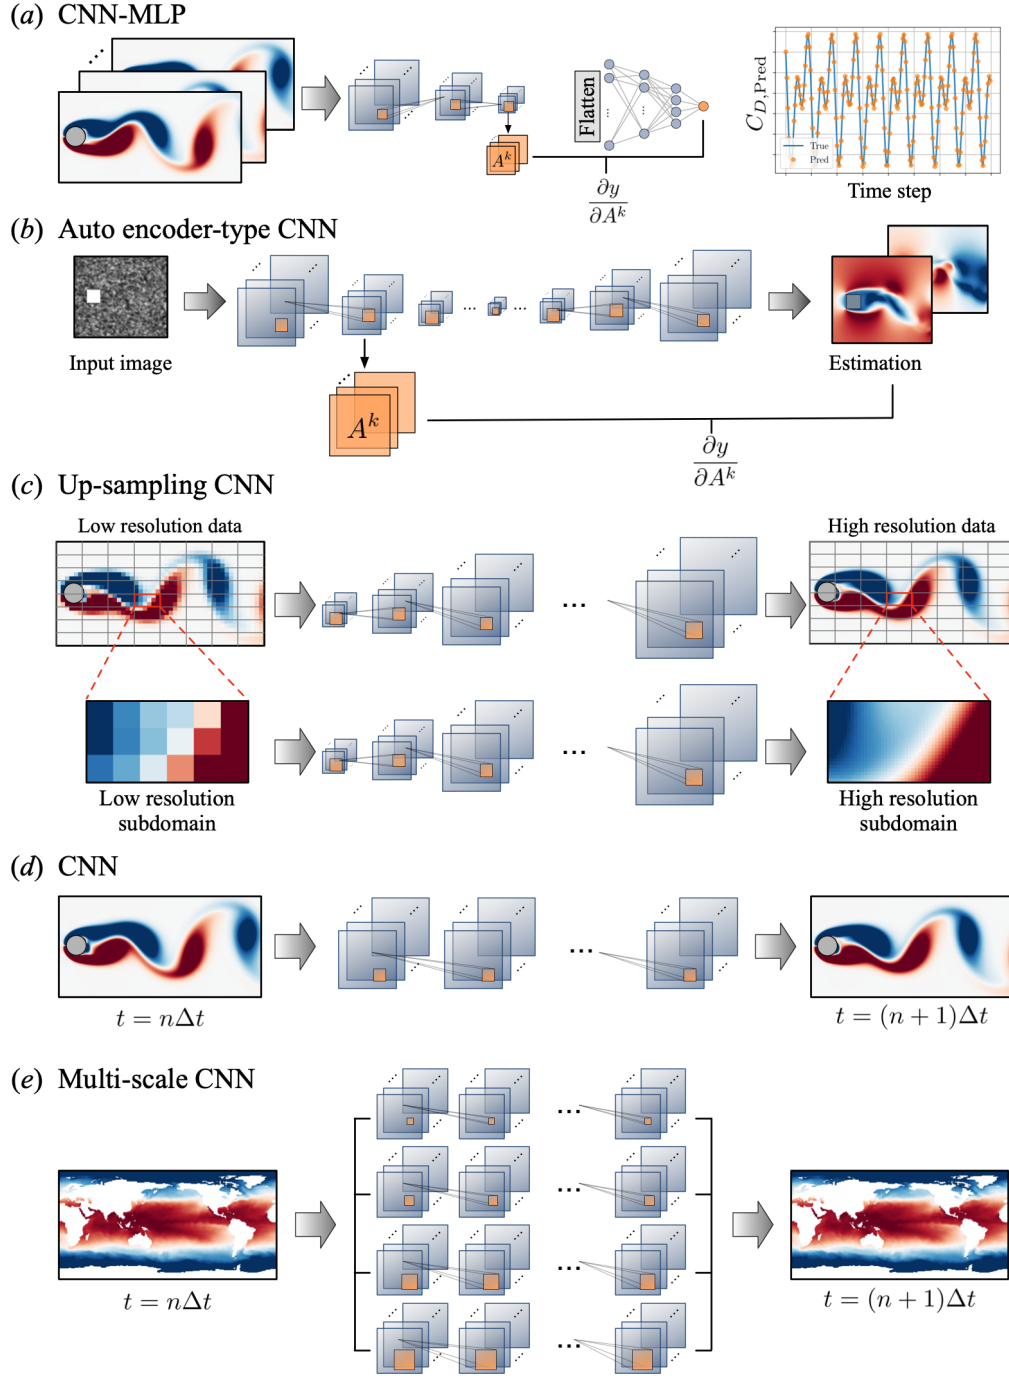 (a) CNN-MLP
Flatten
A^k
∂y
∂A^k
C_{D,Pred}
True
Pred
Time step
(b) Auto encoder-type CNN
Input image
Estimation
A^k
∂y
∂A^k
(c) Up-sampling CNN
Low resolution data
High resolution data
Low resolution
subdomain
High resolution
subdomain
(d) CNN
t = nΔt
t = (n + 1)Δt
(e) Multi-scale CNN
t = nΔt
t = (n + 1)Δt